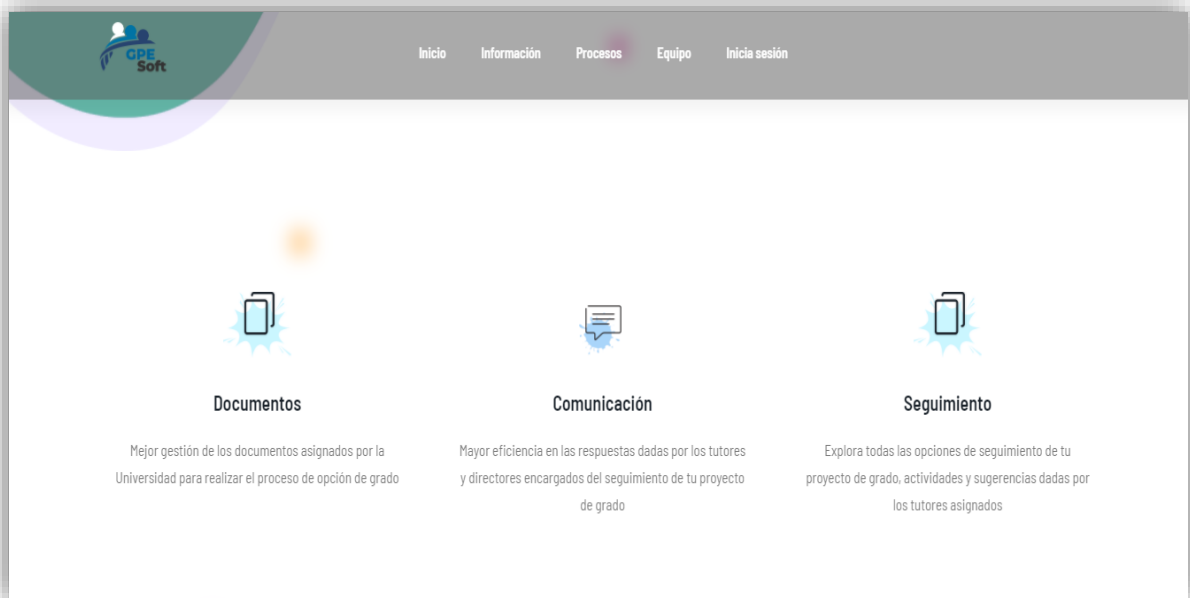 GPE
Soft
Inicio Información Procesos Equipo Inicia sesión
Documentos
Mejor gestión de los documentos asignados por la
Universidad para realizar el proceso de opción de grado
Comunicación
Mayor eficiencia en las respuestas dadas por los tutores
y directores encargados del seguimiento de tu proyecto
de grado
Seguimiento
Explora todas las opciones de seguimiento de tu
proyecto de grado, actividades y sugerencias dadas por
los tutores asignados